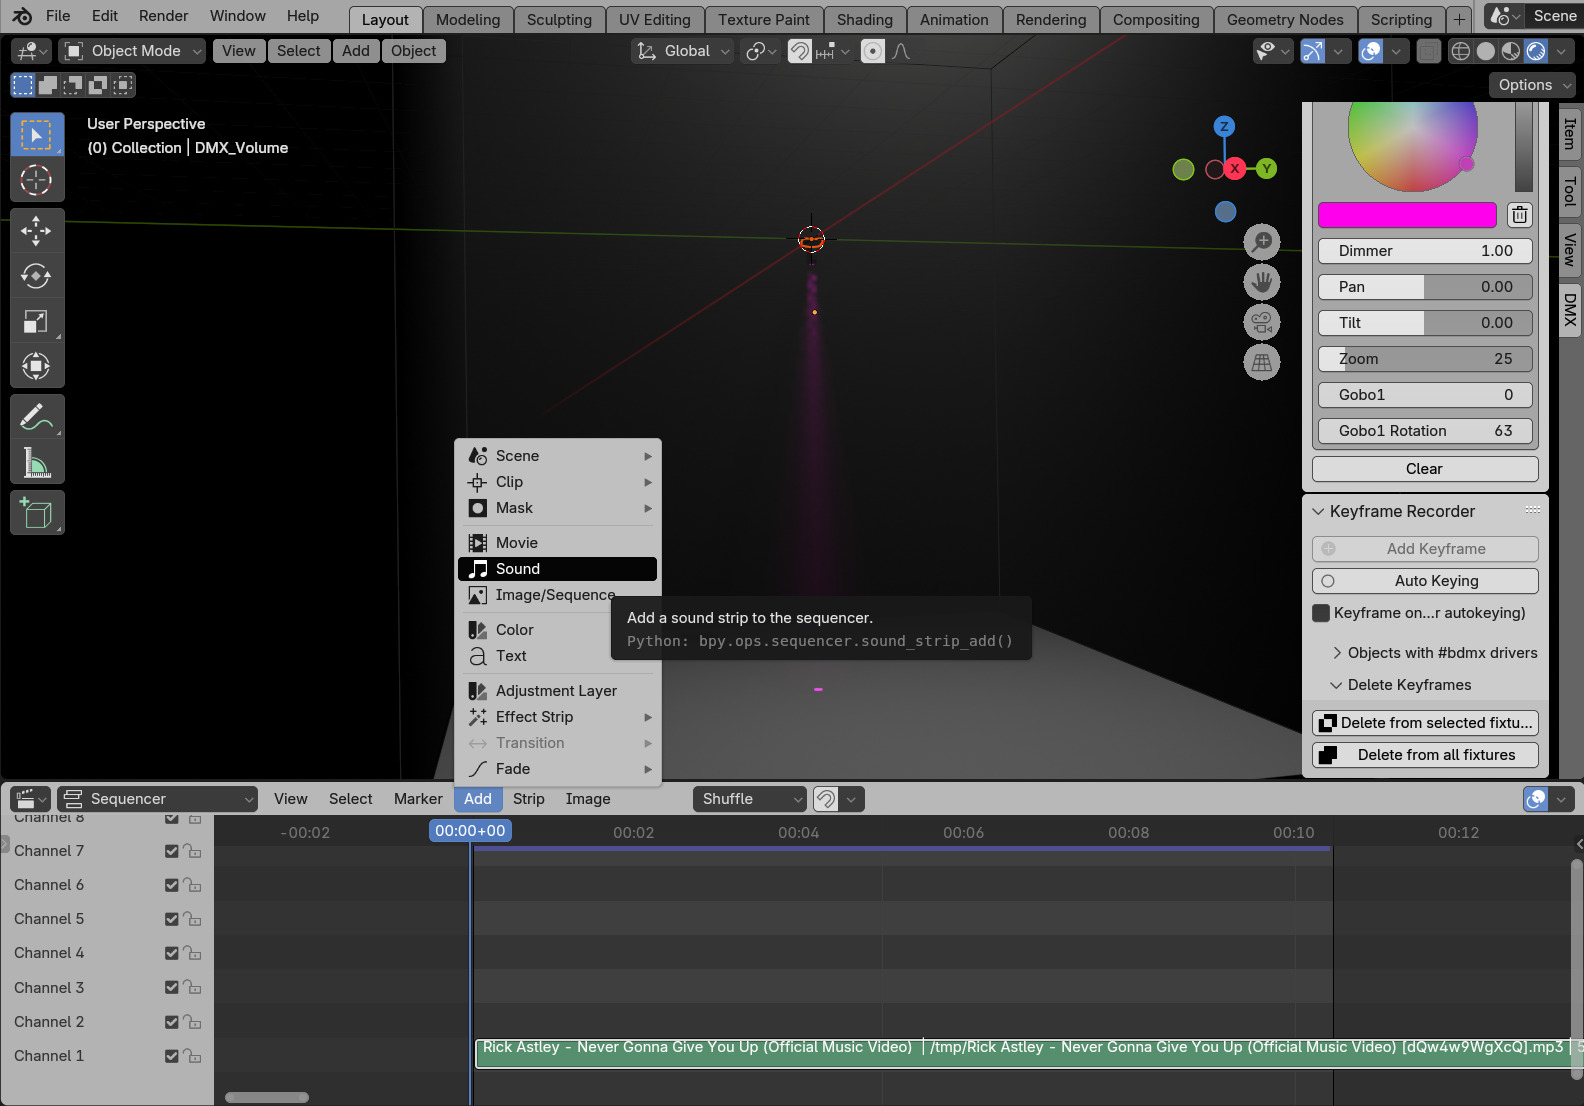 File Edit Render Window Help Layout Modeling Sculpting UV Editing Texture Paint Shading Animation Rendering Compositing Geometry Nodes Scripting + Scene
Object Mode View Select Add Object Global
Options
User Perspective
(0) Collection | DMX_Volume
Z
X
Y
Item
Tool
View
DMX
Dimmer 1.00
Pan 0.00
Tilt 0.00
Zoom 25
Gobo1 0
Gobo1 Rotation 63
Clear
Keyframe Recorder
Add Keyframe
Auto Keying
Keyframe on...r autokeying)
Objects with #bdmx drivers
Delete Keyframes
Delete from selected fixtu...
Delete from all fixtures
Scene
Clip
Mask
Movie
Sound
Image/Sequence
Color
Text
Adjustment Layer
Effect Strip
Transition
Fade
Add a sound strip to the sequencer.
Python: bpy.ops.sequencer.sound_strip_add()
Sequencer View Select Marker Add Strip Image Shuffle
-00:02 00:00+00 00:02 00:04 00:06 00:08 00:10 00:12
Channel 8
Channel 7
Channel 6
Channel 5
Channel 4
Channel 3
Channel 2
Channel 1
Rick Astley - Never Gonna Give You Up (Official Music Video) | /tmp/Rick Astley - Never Gonna Give You Up (Official Music Video) [dQw4w9WgXcQ].mp3 |